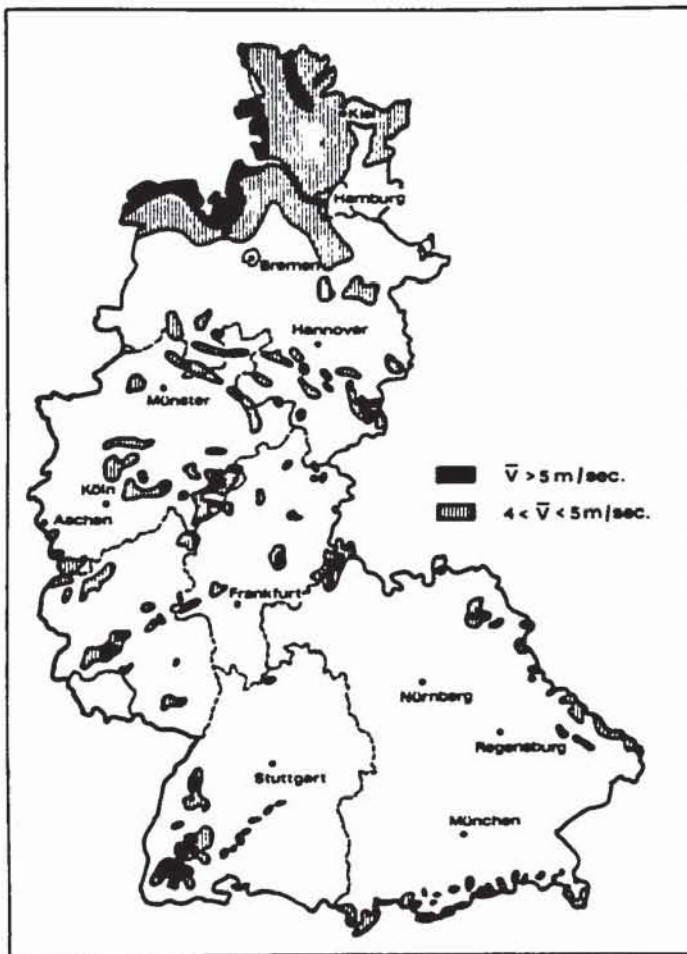 Kiel
Hamburg
Bremen
Hannover
Münster
V̅ > 5 m/sec.
Köln
4 < V̅ < 5 m/sec.
Aachen
Frankfurt
Nürnberg
Regensburg
Stuttgart
München